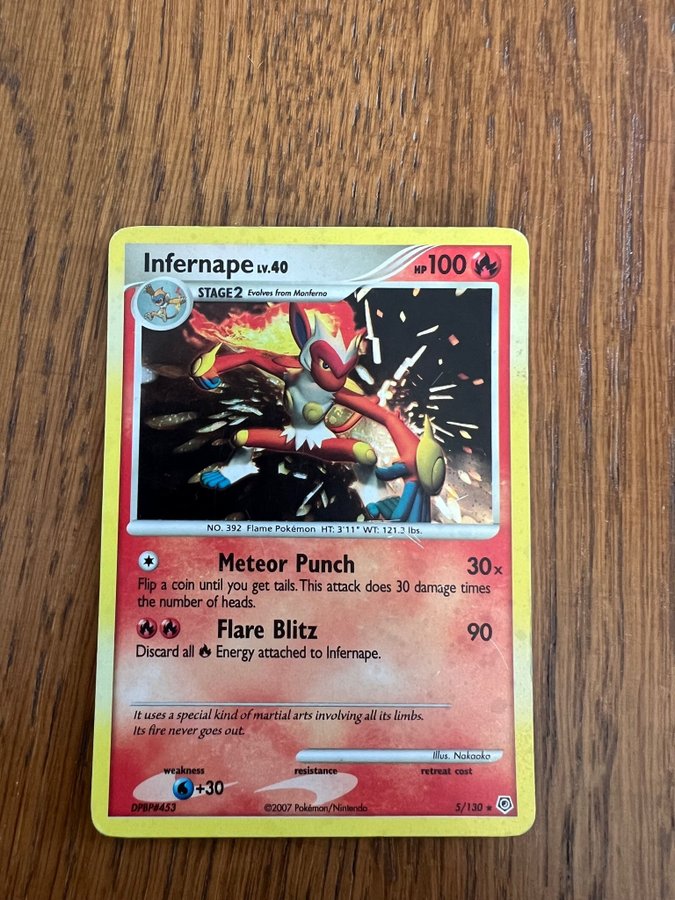 Infernape LV.40 HP 100
STAGE2 Evolves from Monferno
NO. 392 Flame Pokémon HT: 3'11" WT: 121.3 lbs.
Meteor Punch 30x
Flip a coin until you get tails. This attack does 30 damage times
the number of heads.
Flare Blitz 90
Discard all Energy attached to Infernape.
It uses a special kind of martial arts involving all its limbs.
Its fire never goes out.
Illus. Nakaoka
weakness resistance retreat cost
+30
DPBP#453 ©2007 Pokémon/Nintendo 5/130